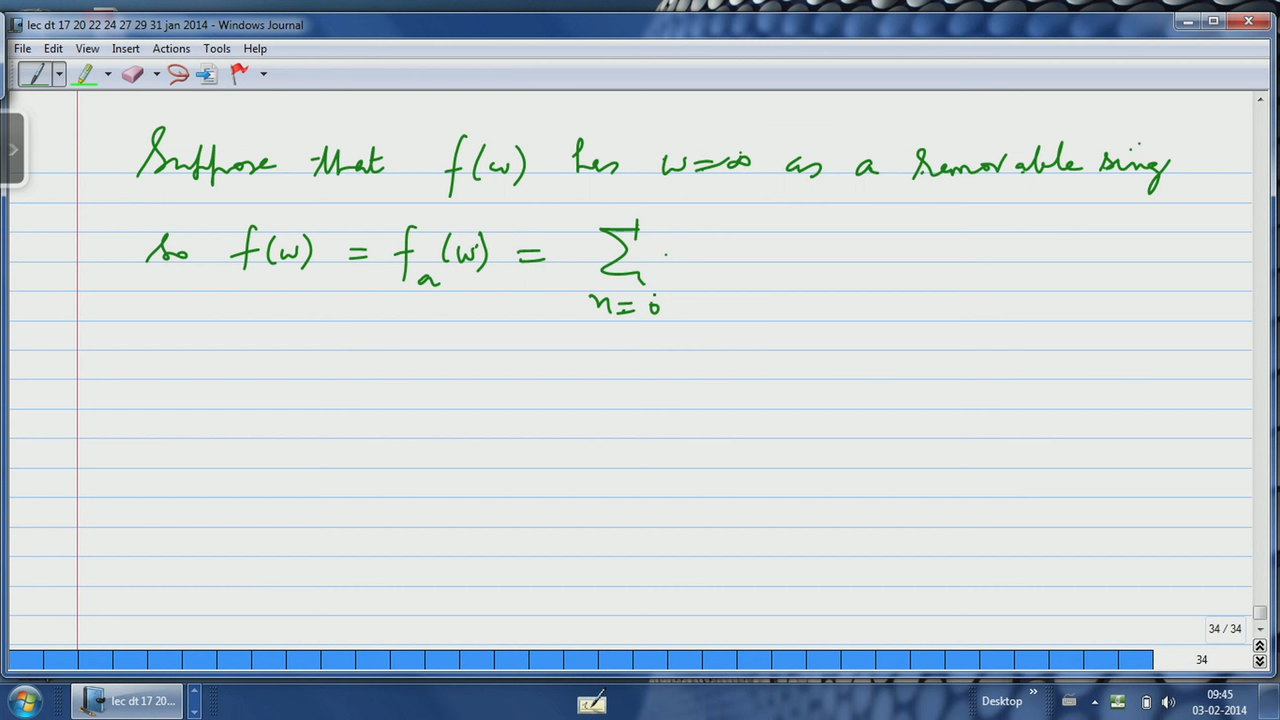 lec dt 17 20 22 24 27 29 31 jan 2014 - Windows Journal
File Edit View Insert Actions Tools Help
Suppose that f(w) has w=∞ as a removable sing
so f(w) = fₐ(w) = ∑
n=0
34 / 34
34
lec dt 17 20...
Desktop
09:45
03-02-2014